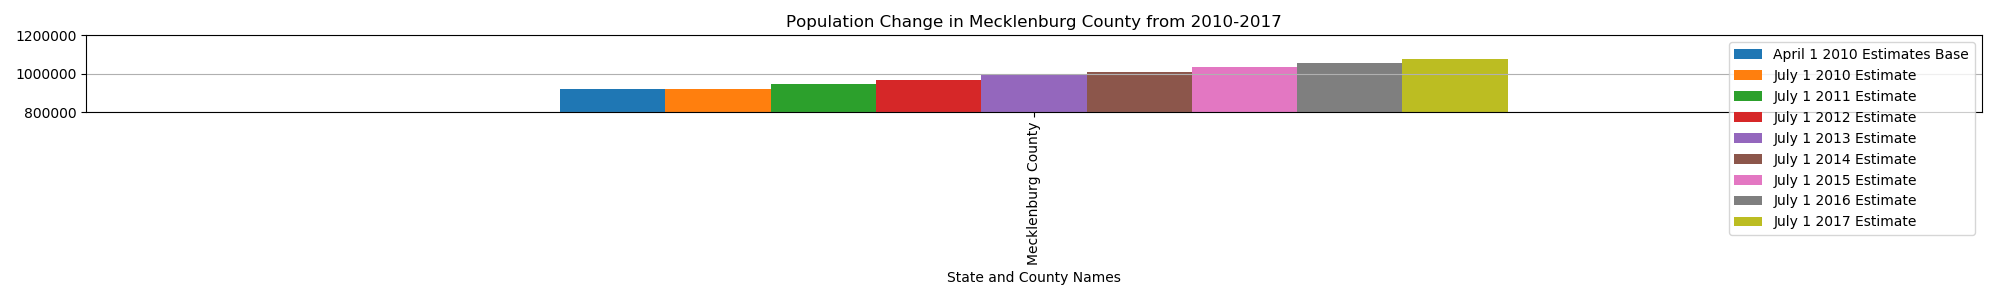 Population Change in Mecklenburg County from 2010-2017
1200000
1000000
800000
April 1 2010 Estimates Base
July 1 2010 Estimate
July 1 2011 Estimate
July 1 2012 Estimate
July 1 2013 Estimate
July 1 2014 Estimate
July 1 2015 Estimate
July 1 2016 Estimate
July 1 2017 Estimate
Mecklenburg County
State and County Names